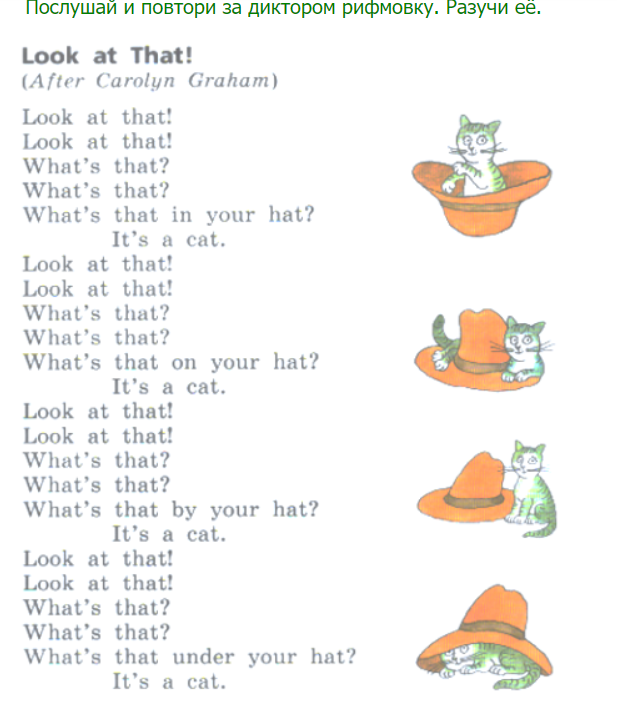 Послушай и повтори за диктором рифмовку. Разучи её.
Look at That!
(After Carolyn Graham)
Look at that!
Look at that!
What's that?
What's that?
What's that in your hat?
It's a cat.
Look at that!
Look at that!
What's that?
What's that?
What's that on your hat?
It's a cat.
Look at that!
Look at that!
What's that?
What's that?
What's that by your hat?
It's a cat.
Look at that!
Look at that!
What's that?
What's that?
What's that under your hat?
It's a cat.